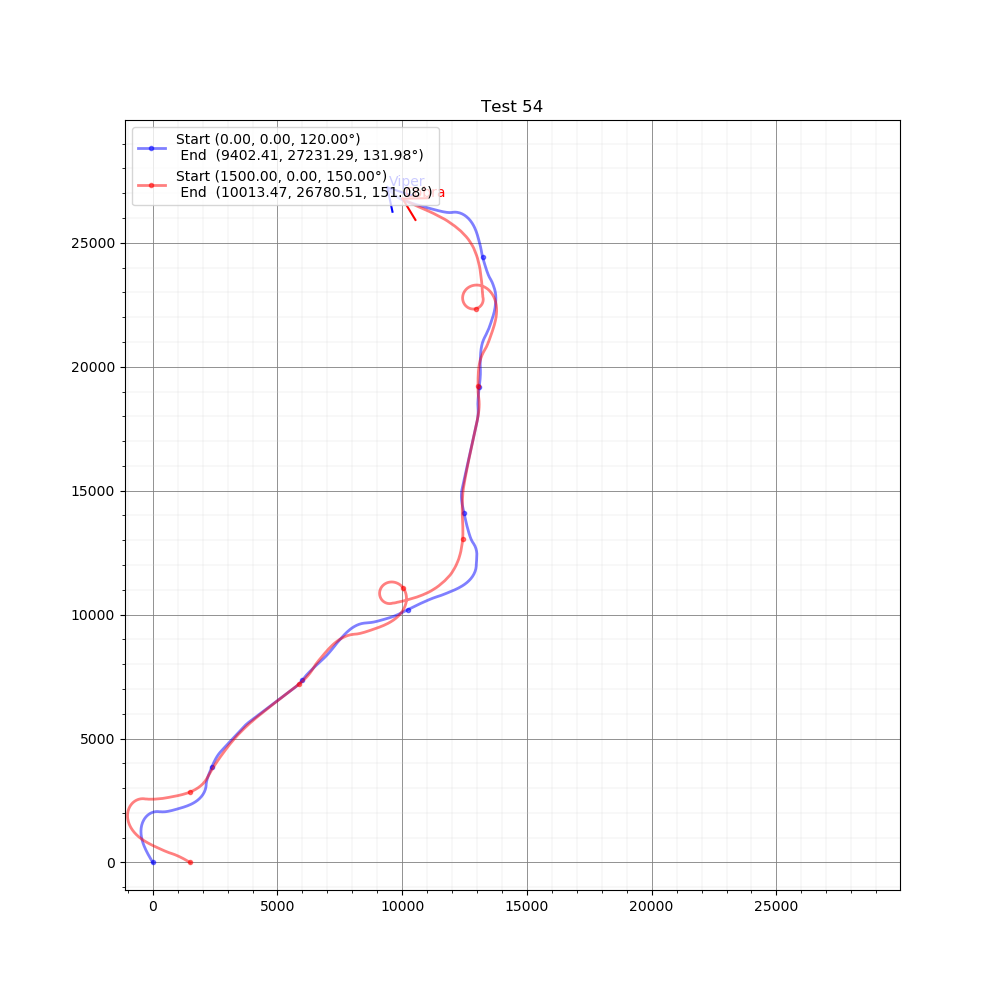 Test 54
Start (0.00, 0.00, 120.00°)
End (9402.41, 27231.29, 131.98°)
Start (1500.00, 0.00, 150.00°)
End (10013.47, 26780.51, 151.08°)
Viper
25000
20000
15000
10000
5000
0
0 5000 10000 15000 20000 25000